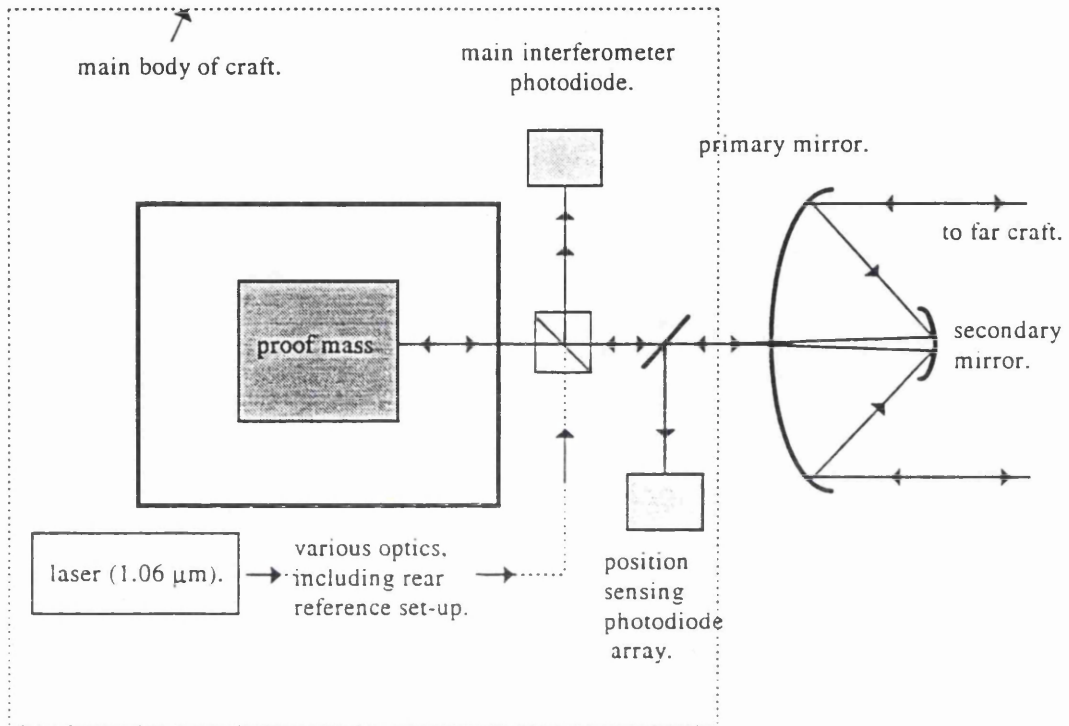 main body of craft.
main interferometer
photodiode.
primary mirror.
to far craft.
proof mass
secondary
mirror.
laser (1.06 µm).
various optics,
including rear
reference set-up.
position
sensing
photodiode
array.